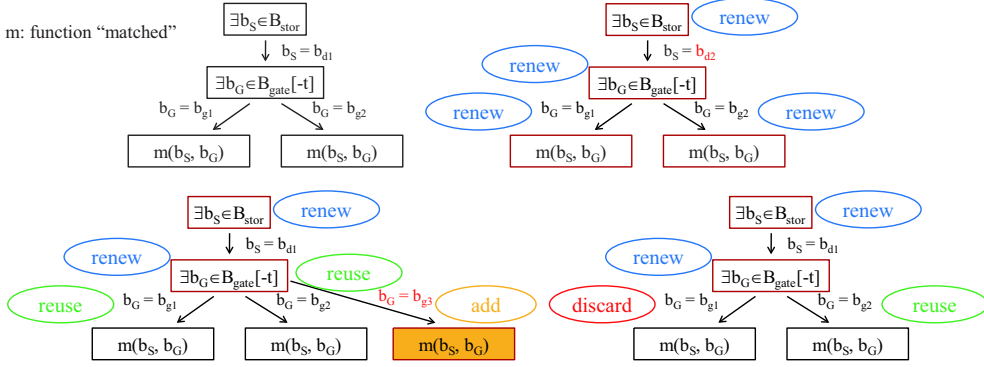 m: function “matched”
∃b_S∈B_stor
b_S = b_d1
∃b_G∈B_gate[-t]
b_G = b_g1
b_G = b_g2
m(b_S, b_G)
m(b_S, b_G)
∃b_S∈B_stor
renew
b_S = b_d2
renew
∃b_G∈B_gate[-t]
renew
b_G = b_g1
b_G = b_g2
renew
m(b_S, b_G)
m(b_S, b_G)
∃b_S∈B_stor
renew
b_S = b_d1
renew
∃b_G∈B_gate[-t]
reuse
reuse
b_G = b_g1
b_G = b_g2
b_G = b_g3
add
m(b_S, b_G)
m(b_S, b_G)
m(b_S, b_G)
∃b_S∈B_stor
renew
b_S = b_d1
renew
∃b_G∈B_gate[-t]
discard
b_G = b_g1
b_G = b_g2
reuse
m(b_S, b_G)
m(b_S, b_G)